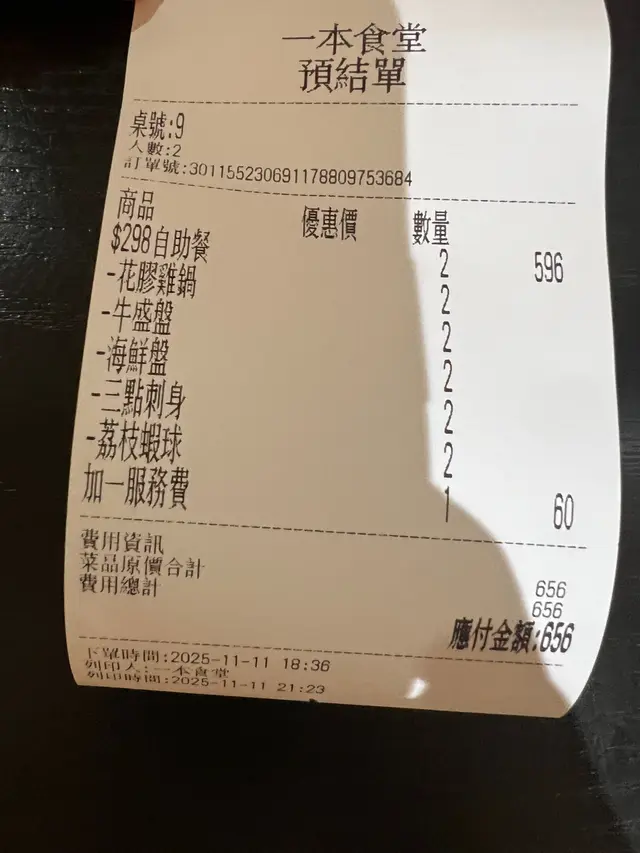 一本食堂
預結單
桌號:9
人數:2
訂單號:301155230691178809753684
商品 優惠價 數量
$298自助餐 2 596
-花膠雞鍋 2
-牛盛盤 2
-海鮮盤 2
-三點刺身 2
-荔枝蝦球 2
加一服務費 1 60
費用資訊
菜品原價合計 656
費用總計 656
應付金額:656
下單時間:2025-11-11 18:36
列印人:一本食堂
列印時間:2025-11-11 21:23